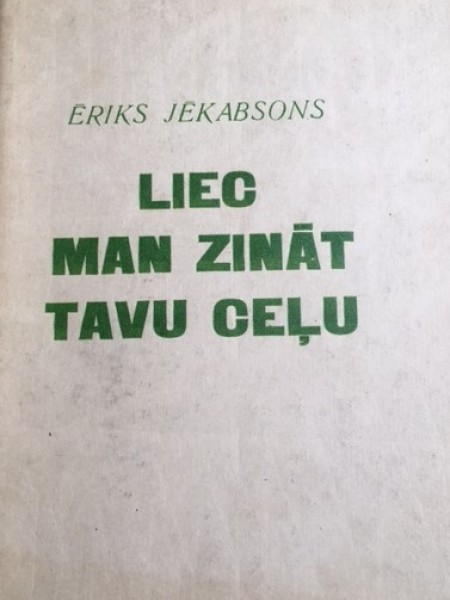 ĒRIKS JĒKABSONS
LIEC
MAN ZINĀT
TAVU CEĻU